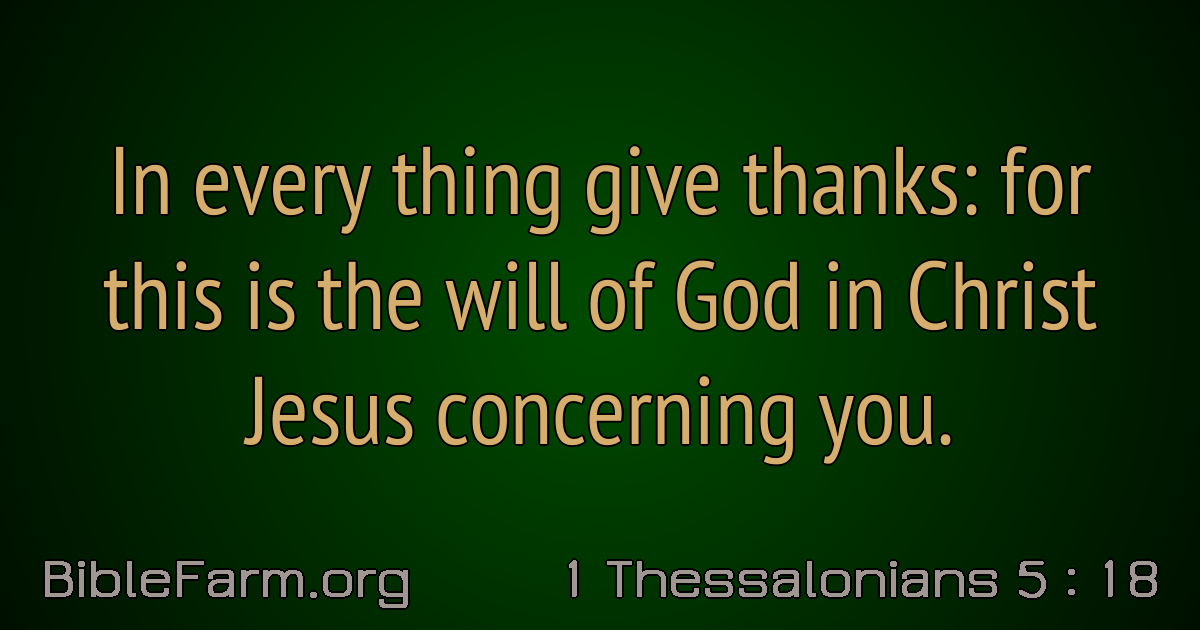 In every thing give thanks: for
this is the will of God in Christ
Jesus concerning you.
BibleFarm.org
1 Thessalonians 5 : 18